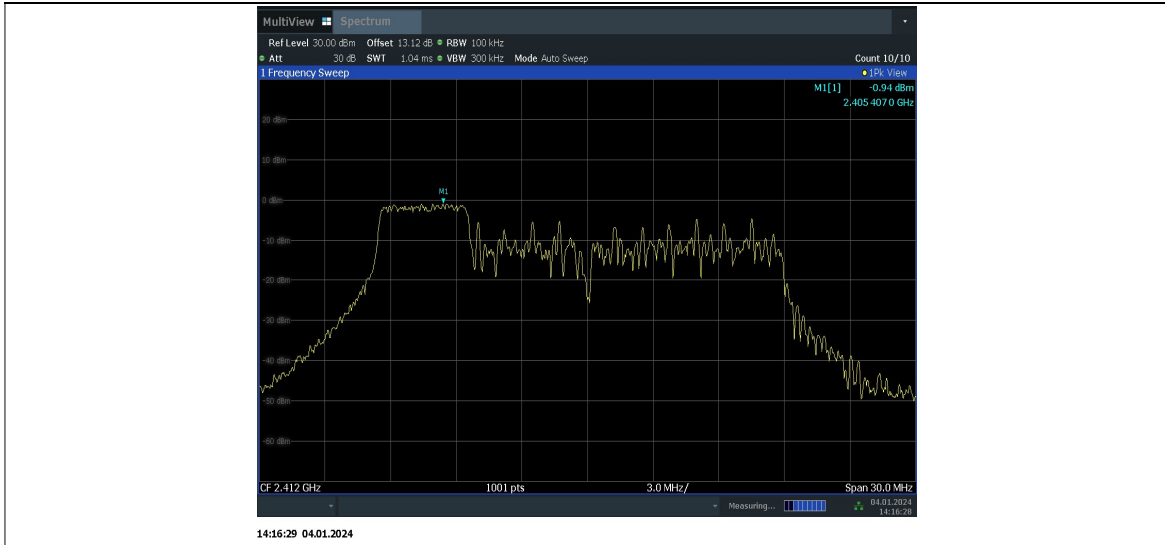 MultiView Spectrum
Ref Level 30.00 dBm Offset 13.12 dB RBW 100 kHz
Att 30 dB SWT 1.04 ms VBW 300 kHz Mode Auto Sweep Count 10/10
1 Frequency Sweep 1Pk View
M1[1] -0.94 dBm
2.405 407 0 GHz
20 dBm
10 dBm
M1
0 dBm
-10 dBm
-20 dBm
-30 dBm
-40 dBm
-50 dBm
-60 dBm
CF 2.412 GHz 1001 pts 3.0 MHz/ Span 30.0 MHz
Measuring... 04.01.2024
14:16:28
14:16:29 04.01.2024